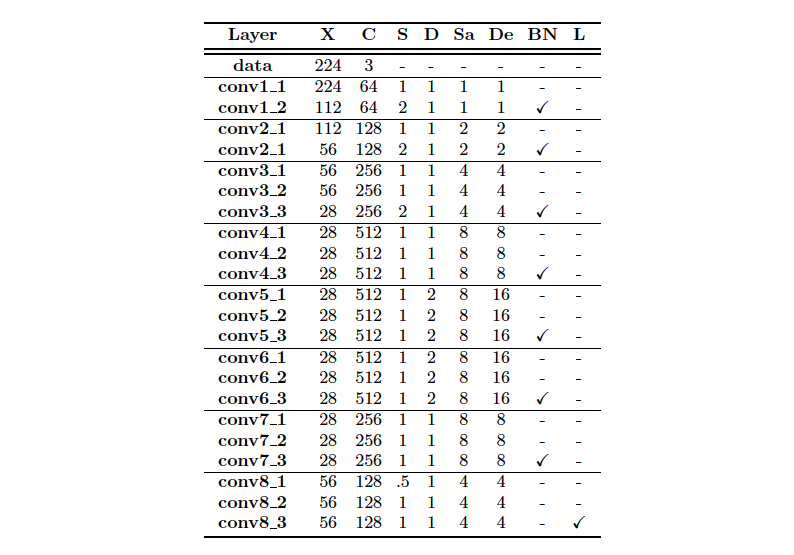 Layer X C S D Sa De BN L
data 224 3 - - - - - -
conv1_1 224 64 1 1 1 1 - -
conv1_2 112 64 2 1 1 1 ✓ -
conv2_1 112 128 1 1 2 2 - -
conv2_1 56 128 2 1 2 2 ✓ -
conv3_1 56 256 1 1 4 4 - -
conv3_2 56 256 1 1 4 4 - -
conv3_3 28 256 2 1 4 4 ✓ -
conv4_1 28 512 1 1 8 8 - -
conv4_2 28 512 1 1 8 8 - -
conv4_3 28 512 1 1 8 8 ✓ -
conv5_1 28 512 1 2 8 16 - -
conv5_2 28 512 1 2 8 16 - -
conv5_3 28 512 1 2 8 16 ✓ -
conv6_1 28 512 1 2 8 16 - -
conv6_2 28 512 1 2 8 16 - -
conv6_3 28 512 1 2 8 16 ✓ -
conv7_1 28 256 1 1 8 8 - -
conv7_2 28 256 1 1 8 8 - -
conv7_3 28 256 1 1 8 8 ✓ -
conv8_1 56 128 .5 1 4 4 - -
conv8_2 56 128 1 1 4 4 - -
conv8_3 56 128 1 1 4 4 - ✓